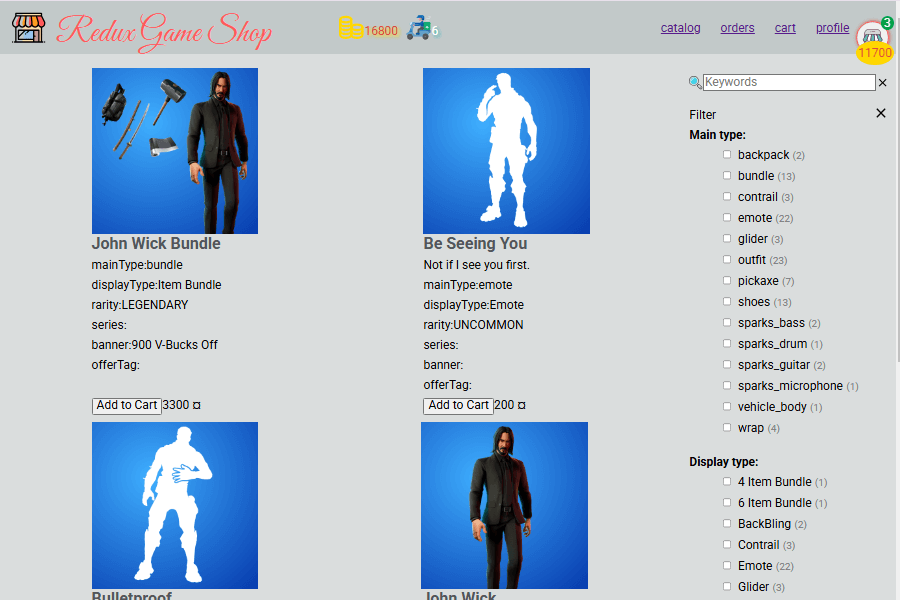 Redux Game Shop
16800
6
catalog orders cart profile
3
11700
Keywords ×
Filter ×
Main type:
backpack (2)
bundle (13)
contrail (3)
emote (22)
glider (3)
outfit (23)
pickaxe (7)
shoes (13)
sparks_bass (2)
sparks_drum (1)
sparks_guitar (2)
sparks_microphone (1)
vehicle_body (1)
wrap (4)
Display type:
4 Item Bundle (1)
6 Item Bundle (1)
BackBling (2)
Contrail (3)
Emote (22)
Glider (3)
John Wick Bundle
mainType:bundle
displayType:Item Bundle
rarity:LEGENDARY
series:
banner:900 V-Bucks Off
offerTag:
Add to Cart 3300 ¤
Be Seeing You
Not if I see you first.
mainType:emote
displayType:Emote
rarity:UNCOMMON
series:
banner:
offerTag:
Add to Cart 200 ¤
Bulletproof
John Wick